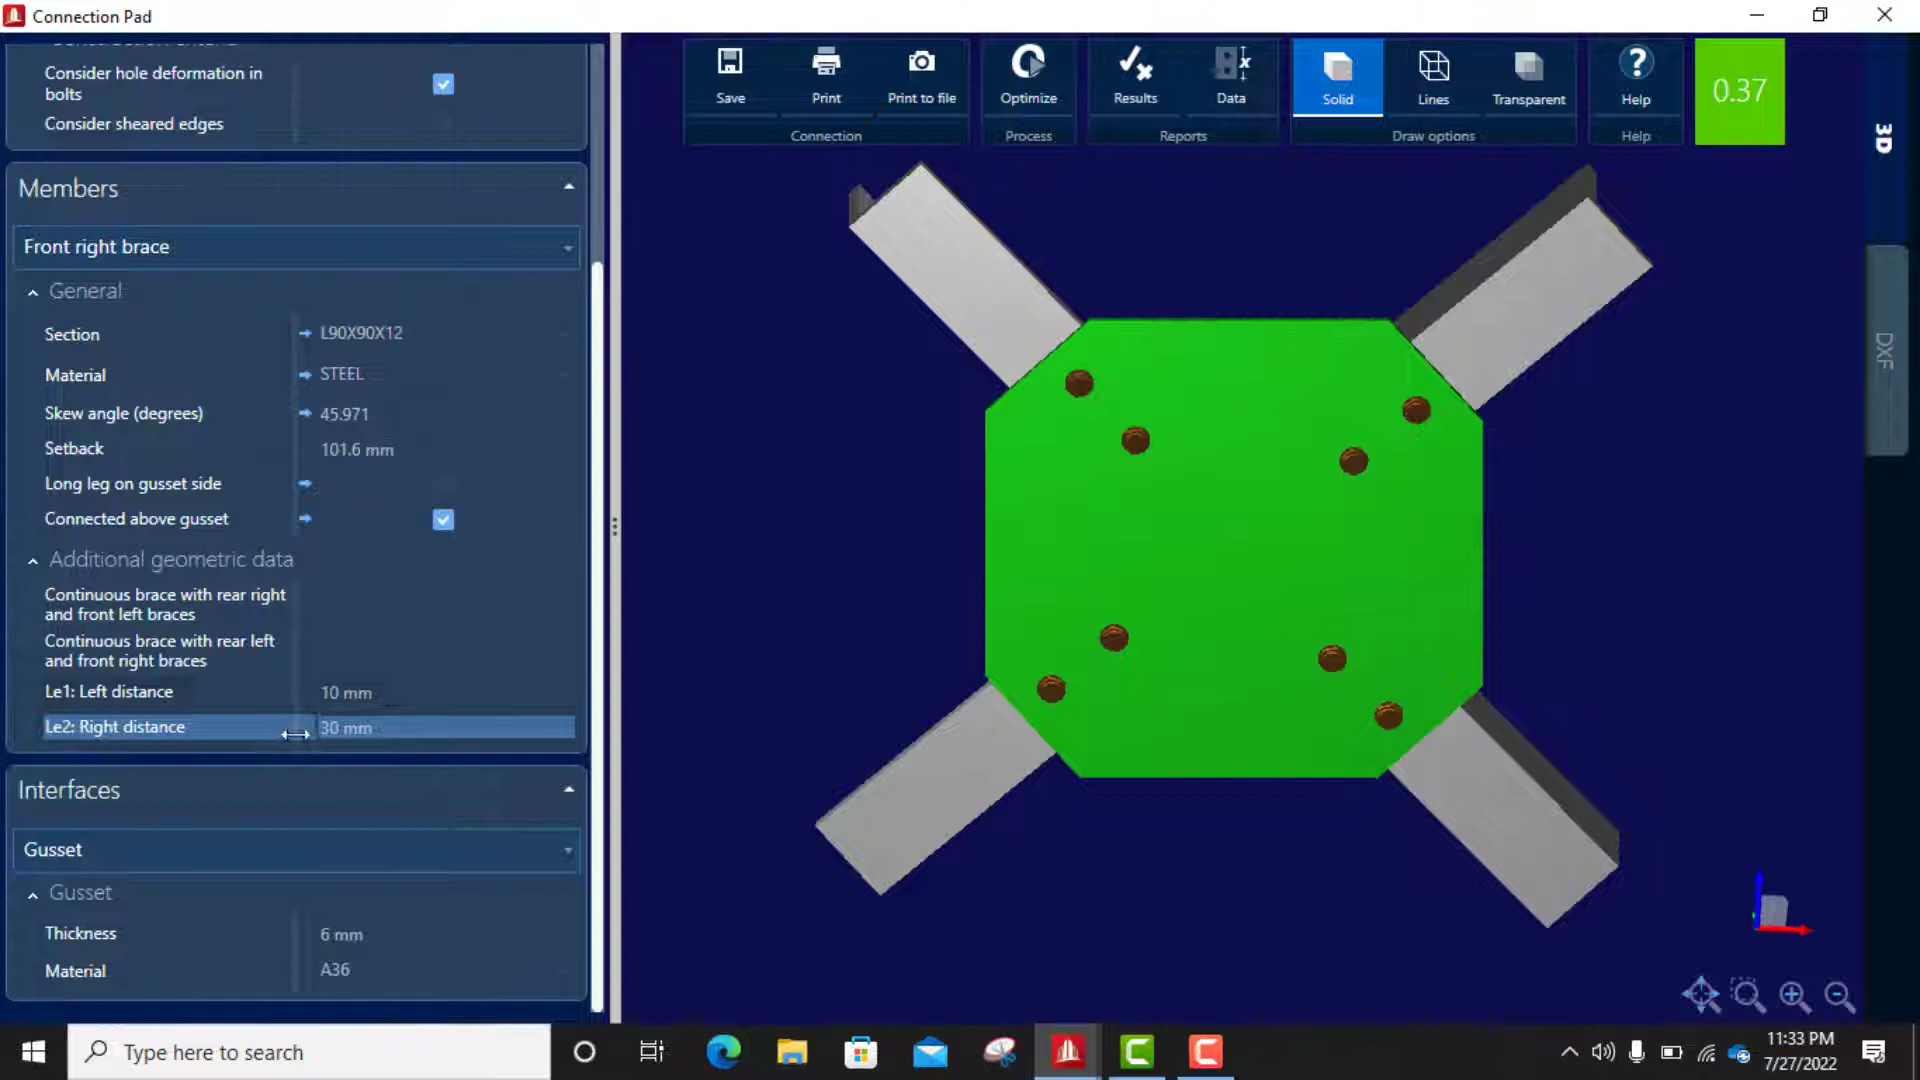 Connection Pad
Consider hole deformation in
bolts
Consider sheared edges
Members
Front right brace
General
Section
L90X90X12
Material
STEEL
Skew angle (degrees)
45.971
Setback
101.6 mm
Long leg on gusset side
Connected above gusset
Additional geometric data
Continuous brace with rear right
and front left braces
Continuous brace with rear left
and front right braces
Le1: Left distance
10 mm
Le2: Right distance
30 mm
Interfaces
Gusset
Gusset
Thickness
6 mm
Material
A36
Save
Print
Print to file
Connection
Optimize
Process
Results
Data
Reports
Solid
Lines
Transparent
Draw options
Help
Help
0.37
3D
DXF
Type here to search
11:33 PM
7/27/2022